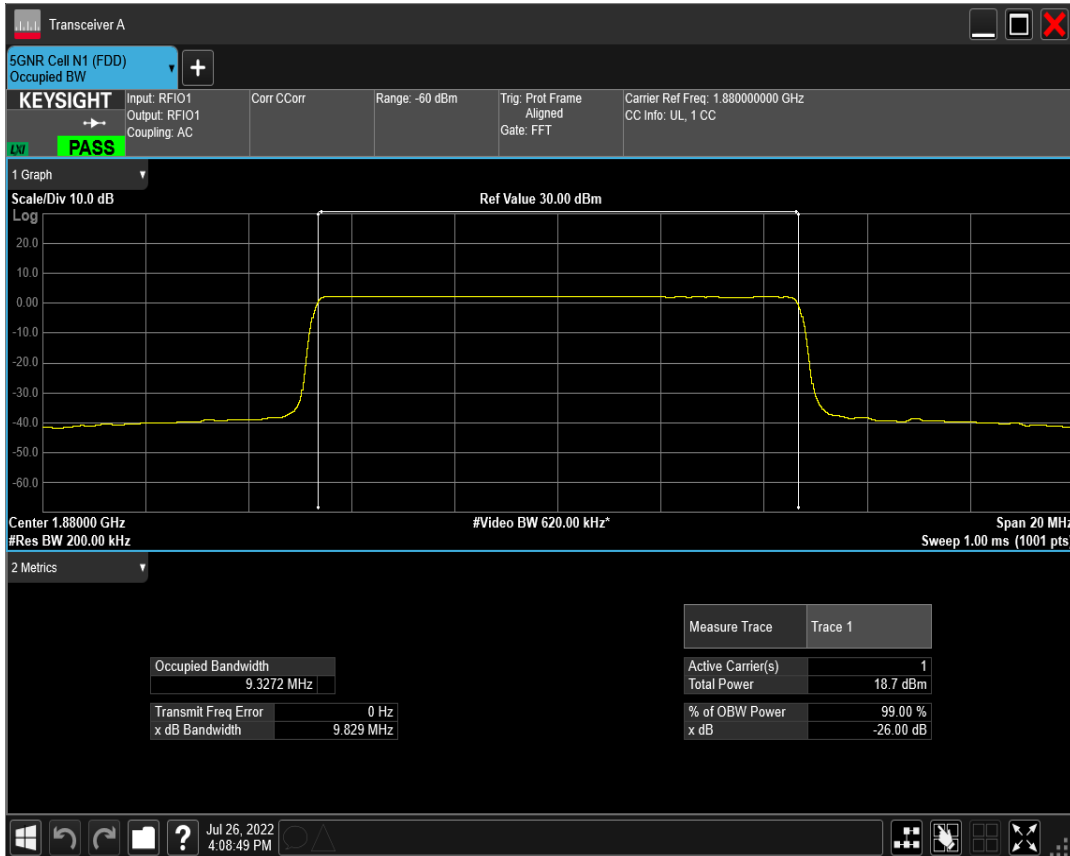 Transceiver A
5GNR Cell N1 (FDD)
Occupied BW
+
KEYSIGHT
LXI
PASS
Input: RFIO1
Output: RFIO1
Coupling: AC
Corr CCorr
Range: -60 dBm
Trig: Prot Frame
Aligned
Gate: FFT
Carrier Ref Freq: 1.880000000 GHz
CC Info: UL, 1 CC
1 Graph
Scale/Div 10.0 dB
Ref Value 30.00 dBm
Log
20.0
10.0
0.00
-10.0
-20.0
-30.0
-40.0
-50.0
-60.0
Center 1.88000 GHz
#Video BW 620.00 kHz*
Span 20 MHz
#Res BW 200.00 kHz
Sweep 1.00 ms (1001 pts)
2 Metrics
Measure Trace Trace 1
Occupied Bandwidth
9.3272 MHz
Active Carrier(s) 1
Total Power 18.7 dBm
Transmit Freq Error 0 Hz
x dB Bandwidth 9.829 MHz
% of OBW Power 99.00 %
x dB -26.00 dB
?
Jul 26, 2022
4:08:49 PM